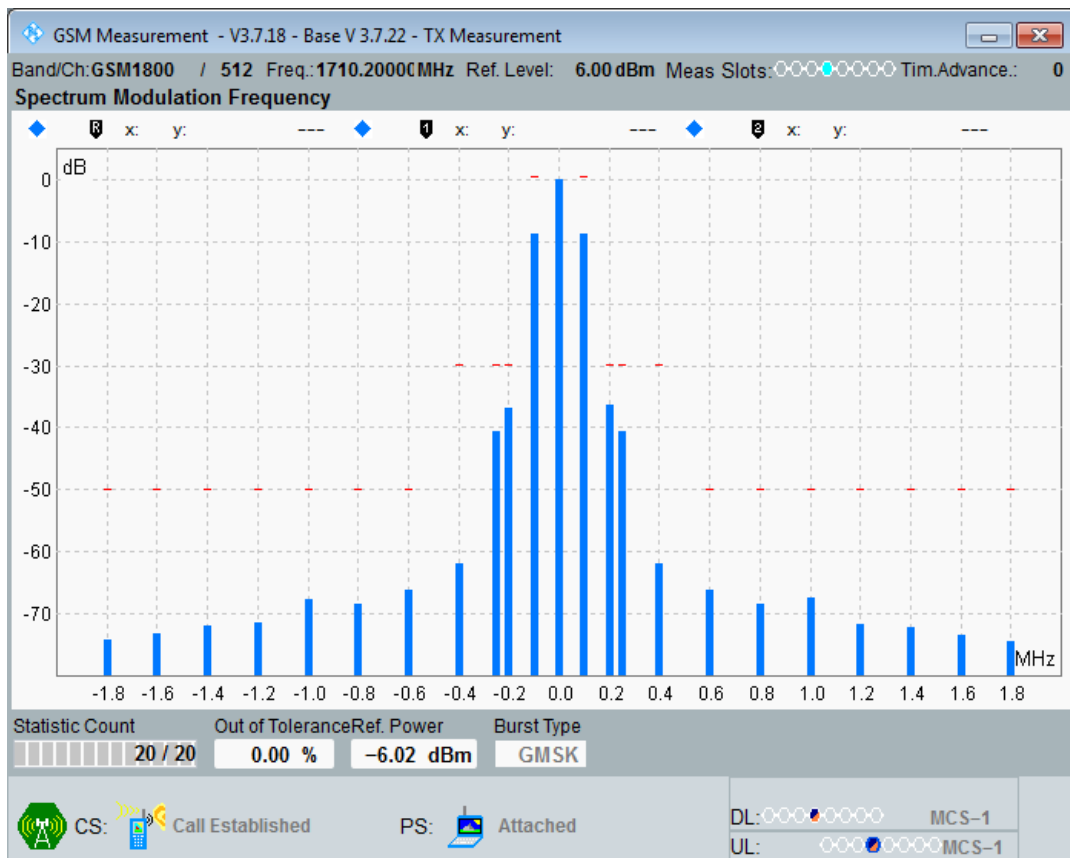 GSM Measurement - V3.7.18 - Base V 3.7.22 - TX Measurement
Band/Ch:GSM1800 / 512 Freq.:1710.20000MHz Ref. Level: 6.00 dBm Meas Slots: Tim.Advance.: 0
Spectrum Modulation Frequency
R x: y: --- 1 x: y: --- 2 x: y: ---
dB
0
-10
-20
-30
-40
-50
-60
-70
MHz
-1.8 -1.6 -1.4 -1.2 -1.0 -0.8 -0.6 -0.4 -0.2 0.0 0.2 0.4 0.6 0.8 1.0 1.2 1.4 1.6 1.8
Statistic Count Out of Tolerance Ref. Power Burst Type
20 / 20 0.00 % −6.02 dBm GMSK
CS: Call Established PS: Attached
DL: MCS−1
UL: MCS−1